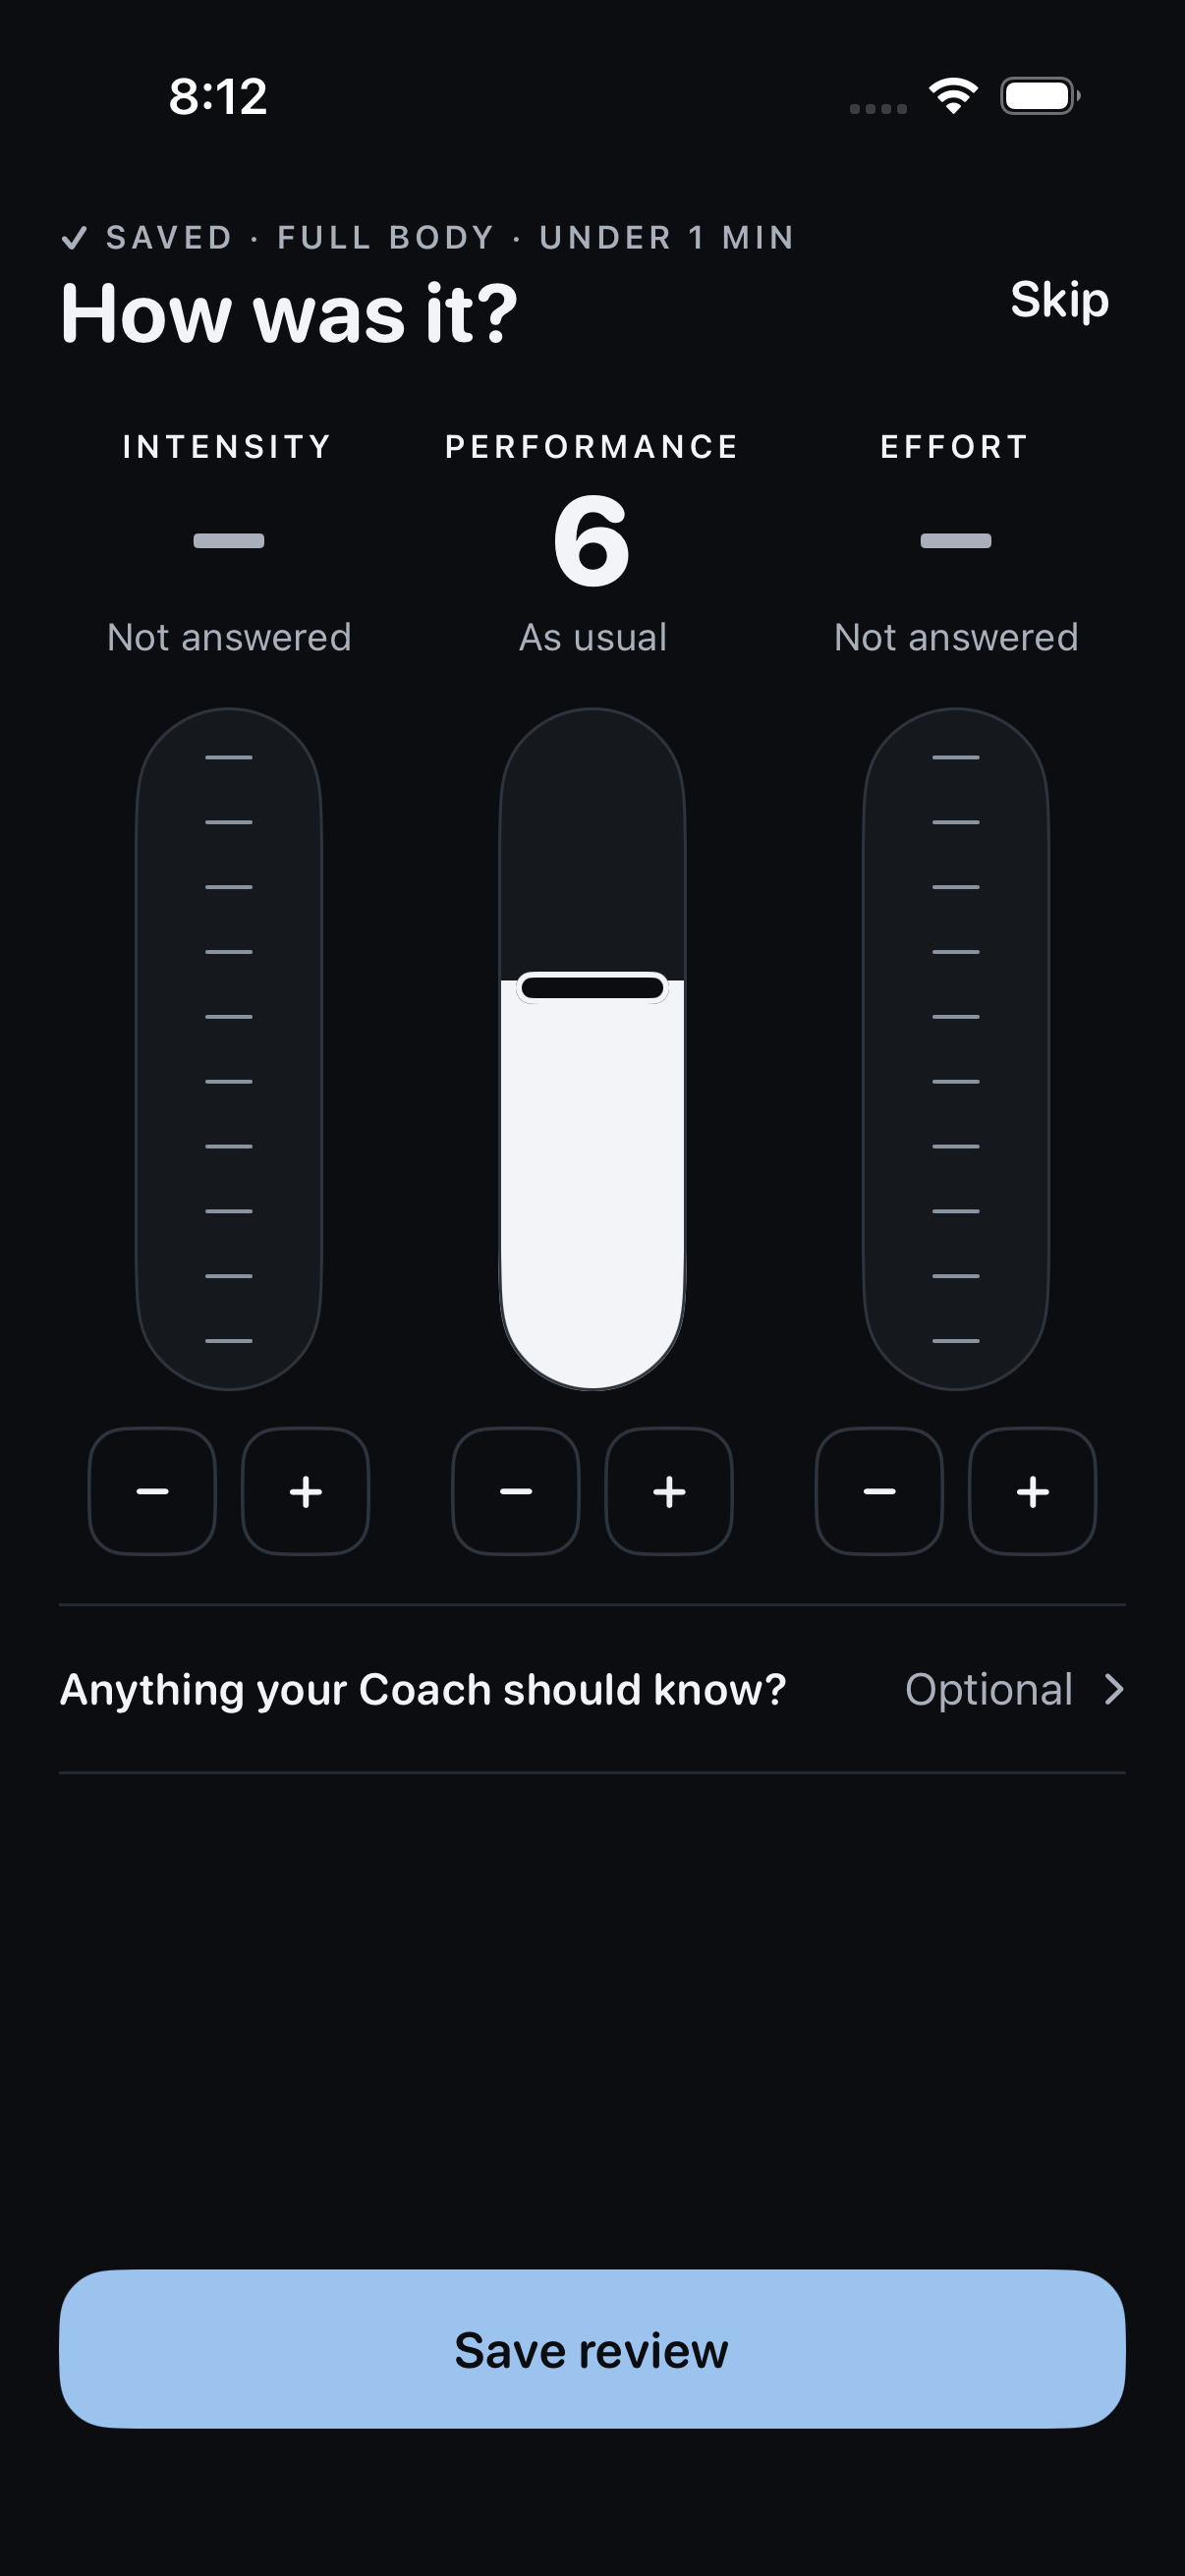 8:12
✓ SAVED · FULL BODY · UNDER 1 MIN
How was it?
Skip
INTENSITY PERFORMANCE EFFORT
– 6 –
Not answered As usual Not answered
− + − + − +
Anything your Coach should know? Optional >
Save review